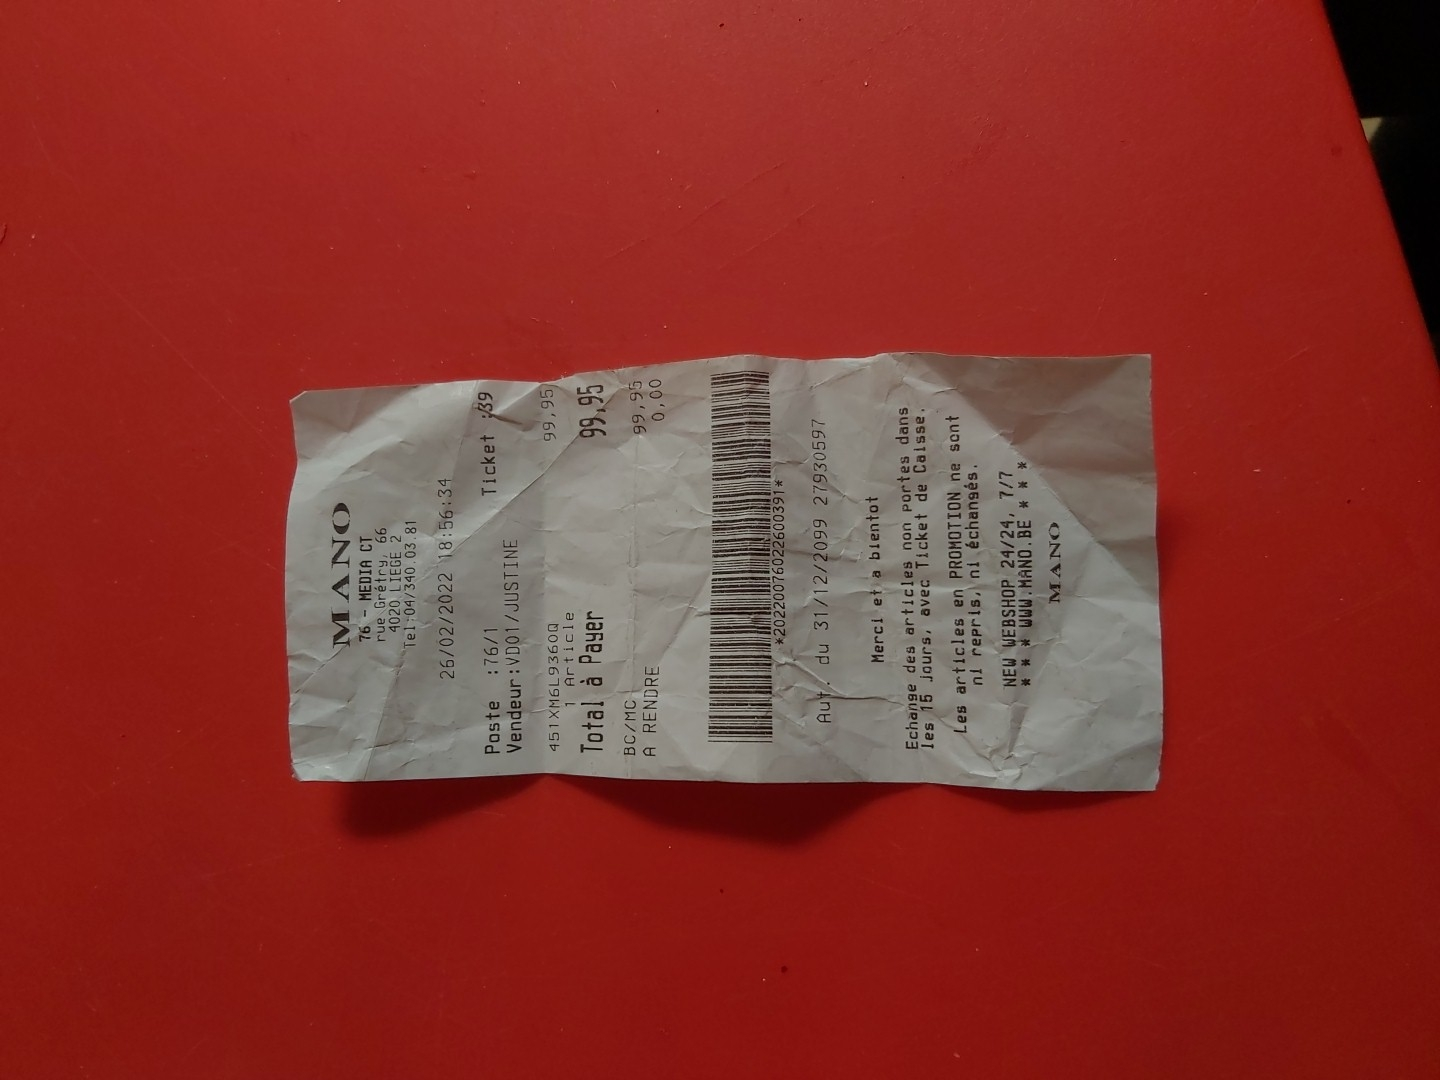 MANO
76 - MEDIA CT
rue Grétry, 66
4020 LIEGE 2
Tel:04/340.03.81
26/02/2022 18:56:34
Poste :76/1 Ticket :39
Vendeur:VD01/JUSTINE
451XM6L9360Q 99,95
1 Article
Total à Payer 99,95
BC/MC 99,95
A RENDRE 0,00
*20220076022600391*
Aut. du 31/12/2099 27930597
Merci et a bientot
Echange des articles non portes dans
les 15 jours, avec Ticket de Caisse.
Les articles en PROMOTION ne sont
ni repris, ni échangés.
NEW WEBSHOP 24/24, 7/7
* * * WWW.MANO.BE * * *
MANO